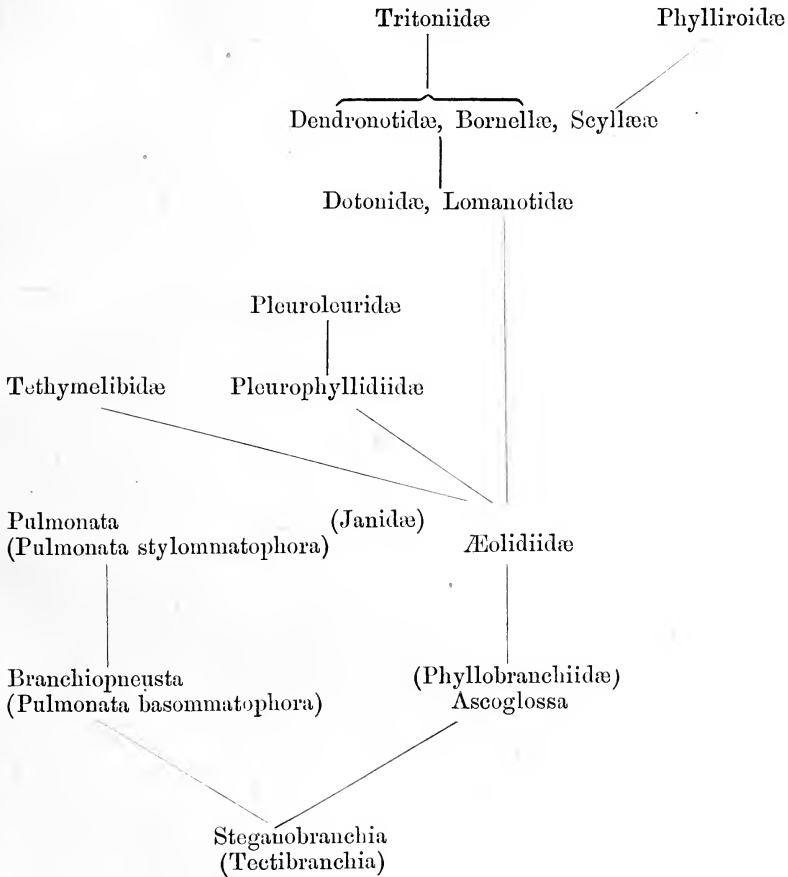 Tritoniidæ Phylliroidæ
Dendronotidæ, Bornellæ, Scyllææ
Dotonidæ, Lomanotidæ
Pleuroleuridæ
Tethymelibidæ Pleurophyllidiidæ
Pulmonata (Janidæ)
(Pulmonata stylommatophora) Æolidiidæ
Branchiopneusta (Phyllobranchiidæ)
(Pulmonata basommatophora) Ascoglossa
Steganobranchia
(Tectibranchia)